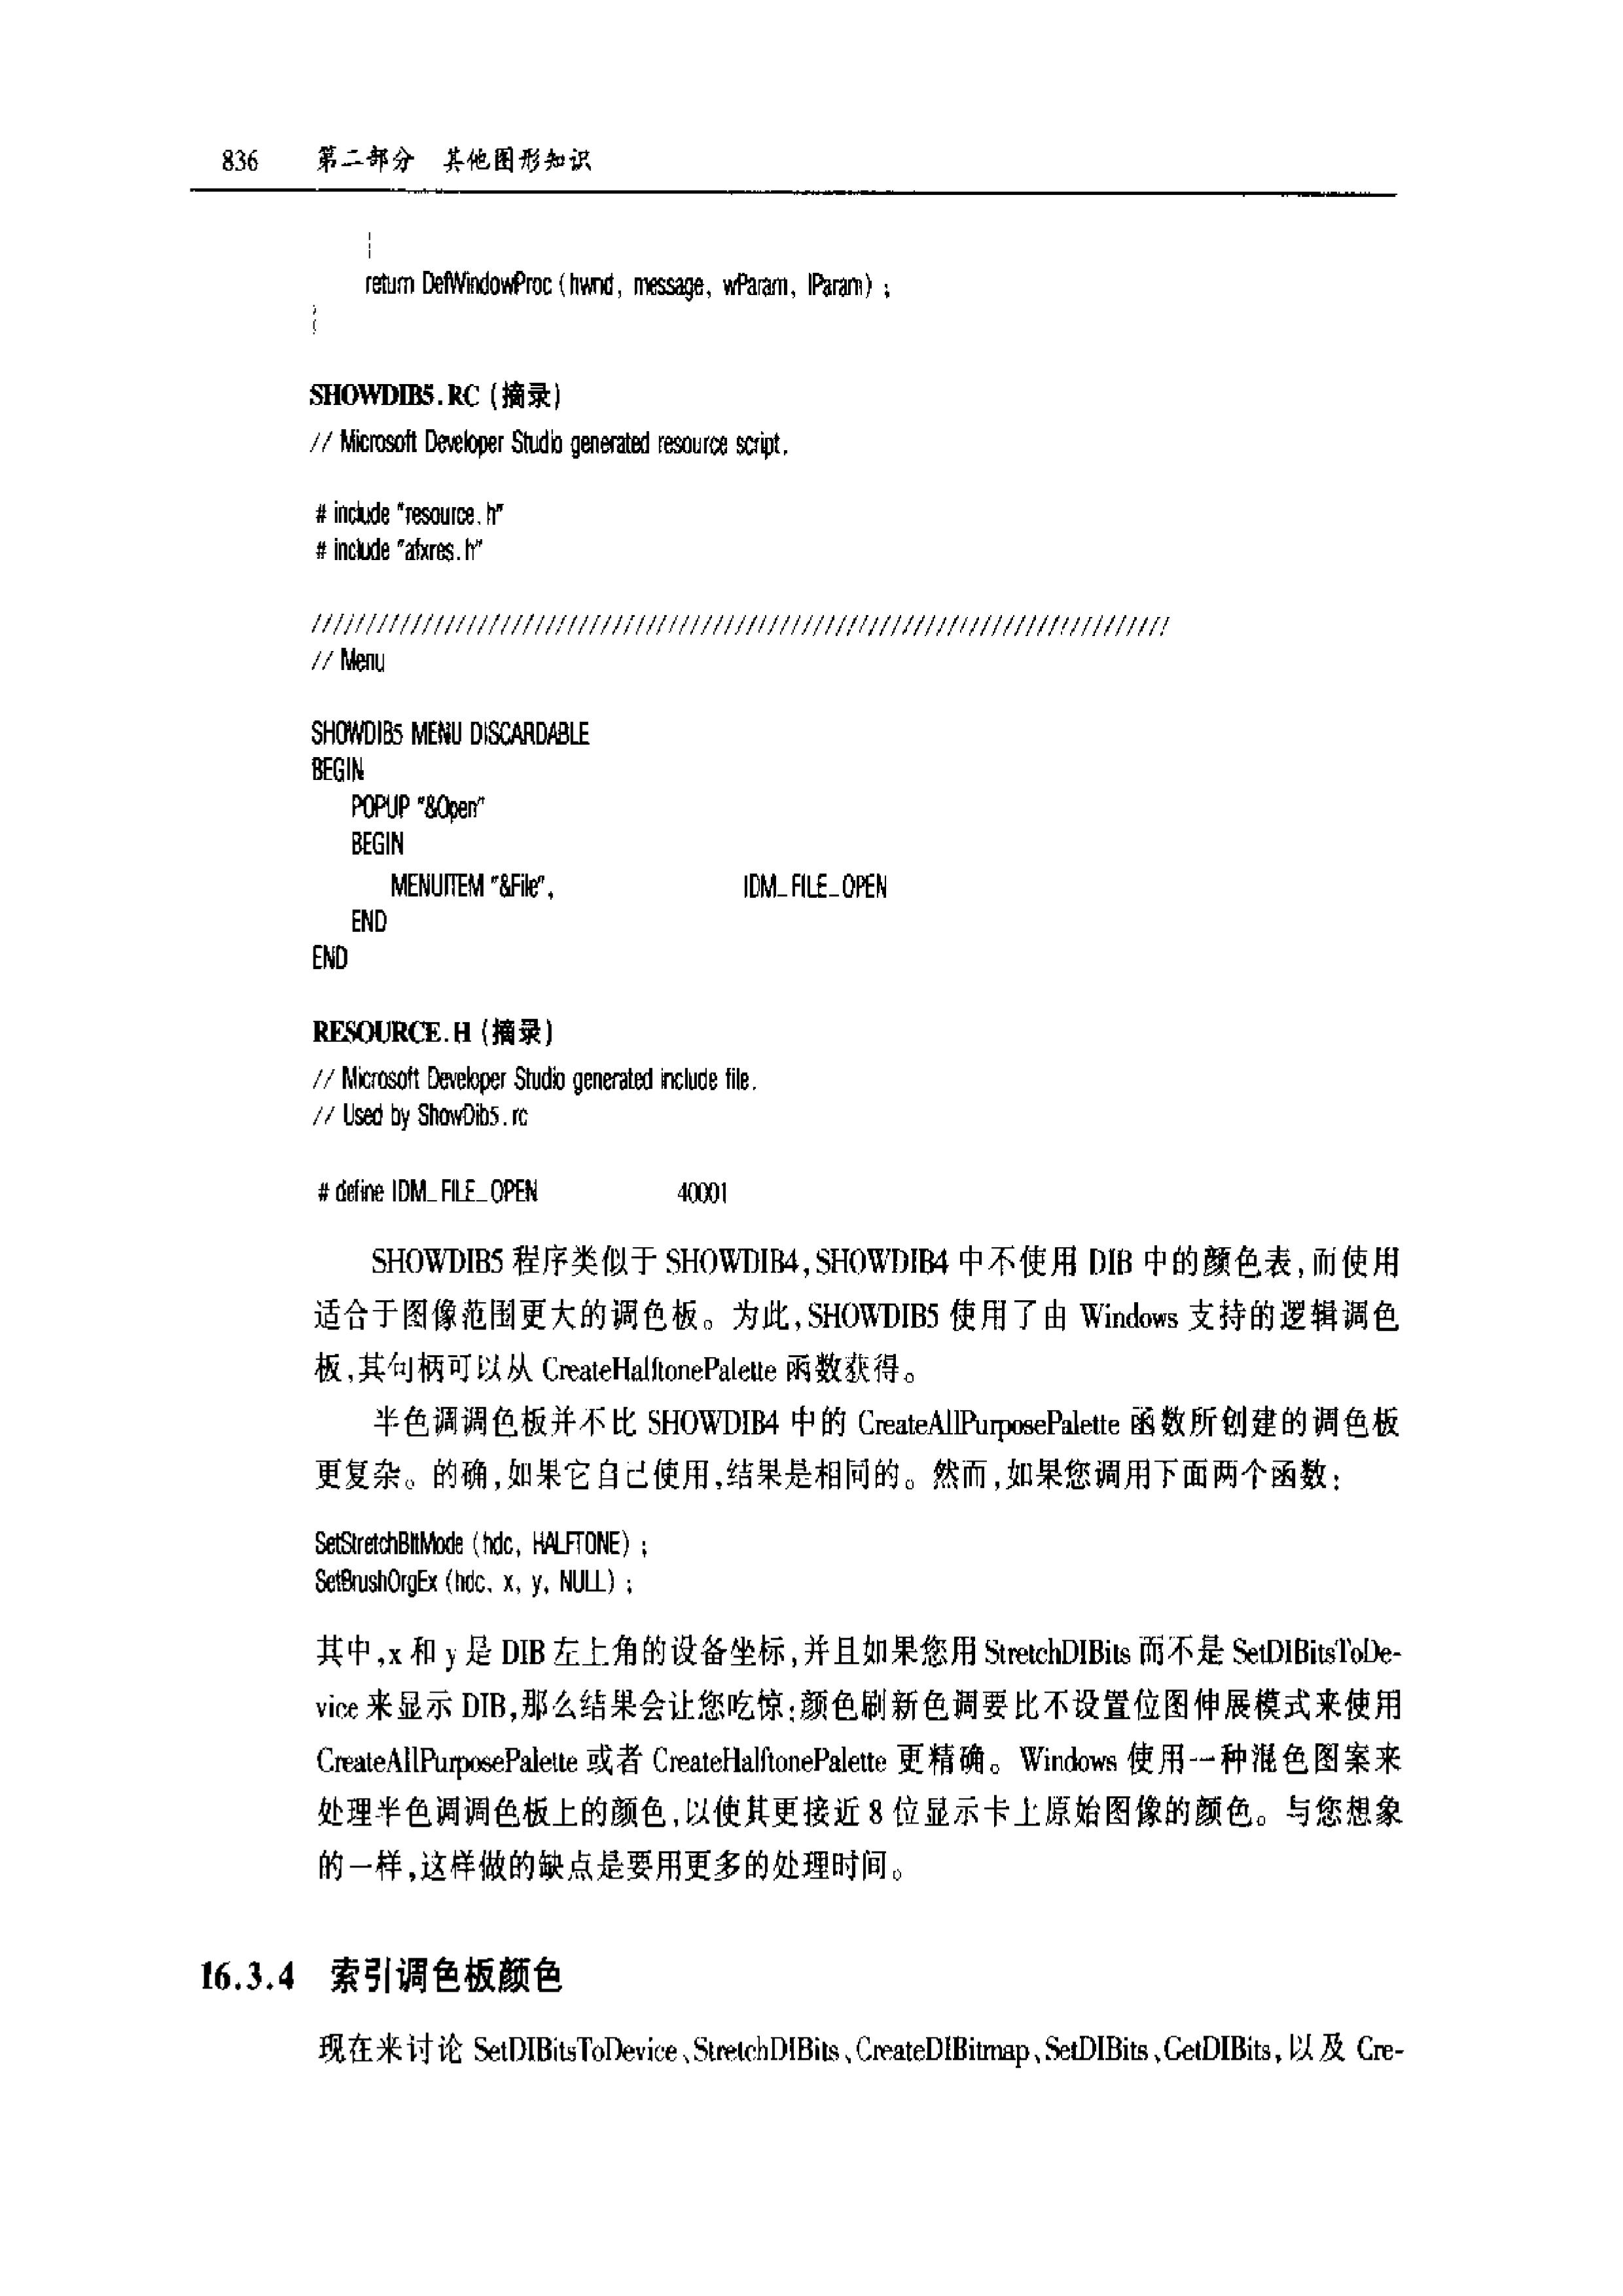 836 第二部分 其他图形知识
}
return DefWindowProc (hwnd, message, wParam, lParam) ;
}
SHOWDIB5.RC (摘录)
// Microsoft Developer Studio generated resource script.
# include "resource.h"
# include "afxres.h"
/////////////////////////////////////////////////////////////////////////////
// Menu
SHOWDIB5 MENU DISCARDABLE
BEGIN
POPUP "&Open"
BEGIN
MENUITEM "&File", IDM_FILE_OPEN
END
END
RESOURCE.H (摘录)
// Microsoft Developer Studio generated include file.
// Used by ShowDib5.rc
# define IDM_FILE_OPEN 40001
SHOWDIB5 程序类似于 SHOWDIB4,SHOWDIB4 中不使用 DIB 中的颜色表,而使用
适合于图像范围更大的调色板。为此,SHOWDIB5 使用了由 Windows 支持的逻辑调色
板,其句柄可以从 CreateHalftonePalette 函数获得。
半色调调色板并不比 SHOWDIB4 中的 CreateAllPurposePalette 函数所创建的调色板
更复杂。的确,如果它自己使用,结果是相同的。然而,如果您调用下面两个函数:
SetStretchBltMode (hdc, HALFTONE) ;
SetBrushOrgEx (hdc, x, y, NULL) ;
其中,x 和 y 是 DIB 左上角的设备坐标,并且如果您用 StretchDIBits 而不是 SetDIBitsToDe-
vice 来显示 DIB,那么结果会让您吃惊;颜色刷新色调要比不设置位图伸展模式来使用
CreateAllPurposePalette 或者 CreateHalftonePalette 更精确。Windows 使用一种混色图案来
处理半色调调色板上的颜色,以使其更接近 8 位显示卡上原始图像的颜色。与您想象
的一样,这样做的缺点是要用更多的处理时间。
16.3.4 索引调色板颜色
现在来讨论 SetDIBitsToDevice、StretchDIBits、CreateDIBitmap、SetDIBits、GetDIBits,以及 Cre-